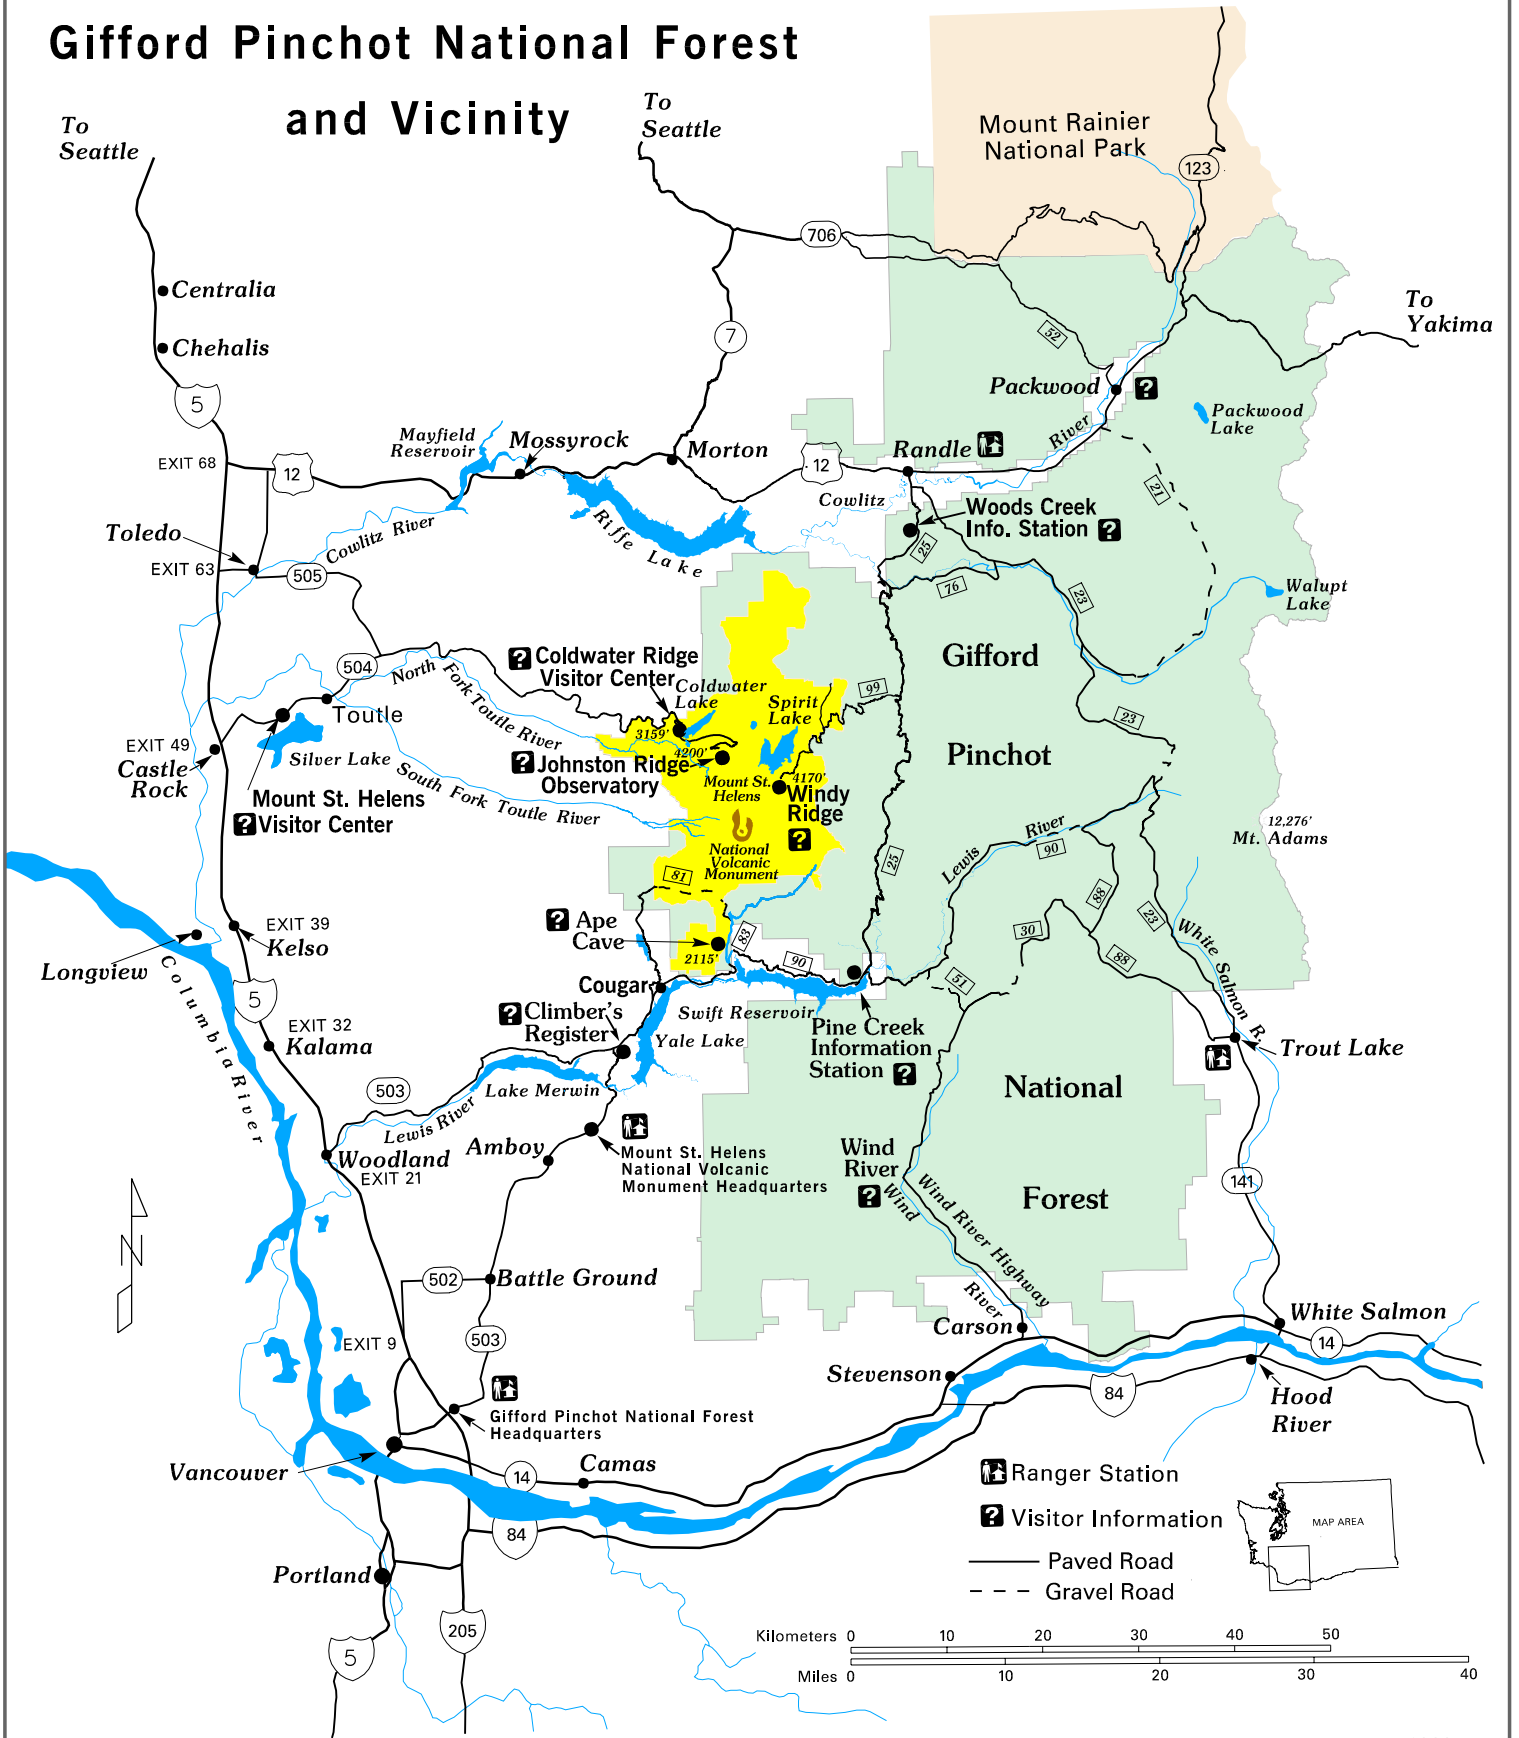 Gifford Pinchot National Forest
and Vicinity
To
Seattle
To
Seattle
Mount Rainier
National Park
123
706
Centralia
Chehalis
7
52
To
Yakima
5
Packwood
?
Packwood
Lake
Mayfield
Reservoir
Mossyrock
Morton
Randle
River
EXIT 68
12
12
21
Cowlitz
Toledo
Cowlitz River
Riffe Lake
Woods Creek
Info. Station ?
25
EXIT 63
505
76
23
Walupt
Lake
504
North Fork Toutle River
? Coldwater Ridge
Visitor Center
Coldwater
Lake
Spirit
Lake
99
Gifford
Toutle
23
EXIT 49
Castle
Rock
Silver Lake
South Fork Toutle River
3159'
4200'
? Johnston Ridge
Observatory
Mount St.
Helens
4170'
Windy
Ridge
?
Pinchot
Mount St. Helens
? Visitor Center
National
Volcanic
Monument
81
25
Lewis
River
90
12,276'
Mt. Adams
88
23
30
88
White Salmon R.
EXIT 39
Kelso
Longview
Columbia River
? Ape
Cave
83
90
2115'
51
5
Cougar
? Climber's
Register
Swift Reservoir
Yale Lake
Pine Creek
Information
Station ?
EXIT 32
Kalama
Trout Lake
503
Lake Merwin
Lewis River
National
Woodland
EXIT 21
Amboy
Mount St. Helens
National Volcanic
Monument Headquarters
Wind
River
?
Wind
River
Wind River Highway
Forest
141
N
502
Battle Ground
503
EXIT 9
Carson
White Salmon
14
Stevenson
84
Hood
River
Gifford Pinchot National Forest
Headquarters
Vancouver
14
Camas
84
Portland
205
5
Ranger Station
? Visitor Information
Paved Road
Gravel Road
MAP AREA
Kilometers 0 10 20 30 40 50
Miles 0 10 20 30 40